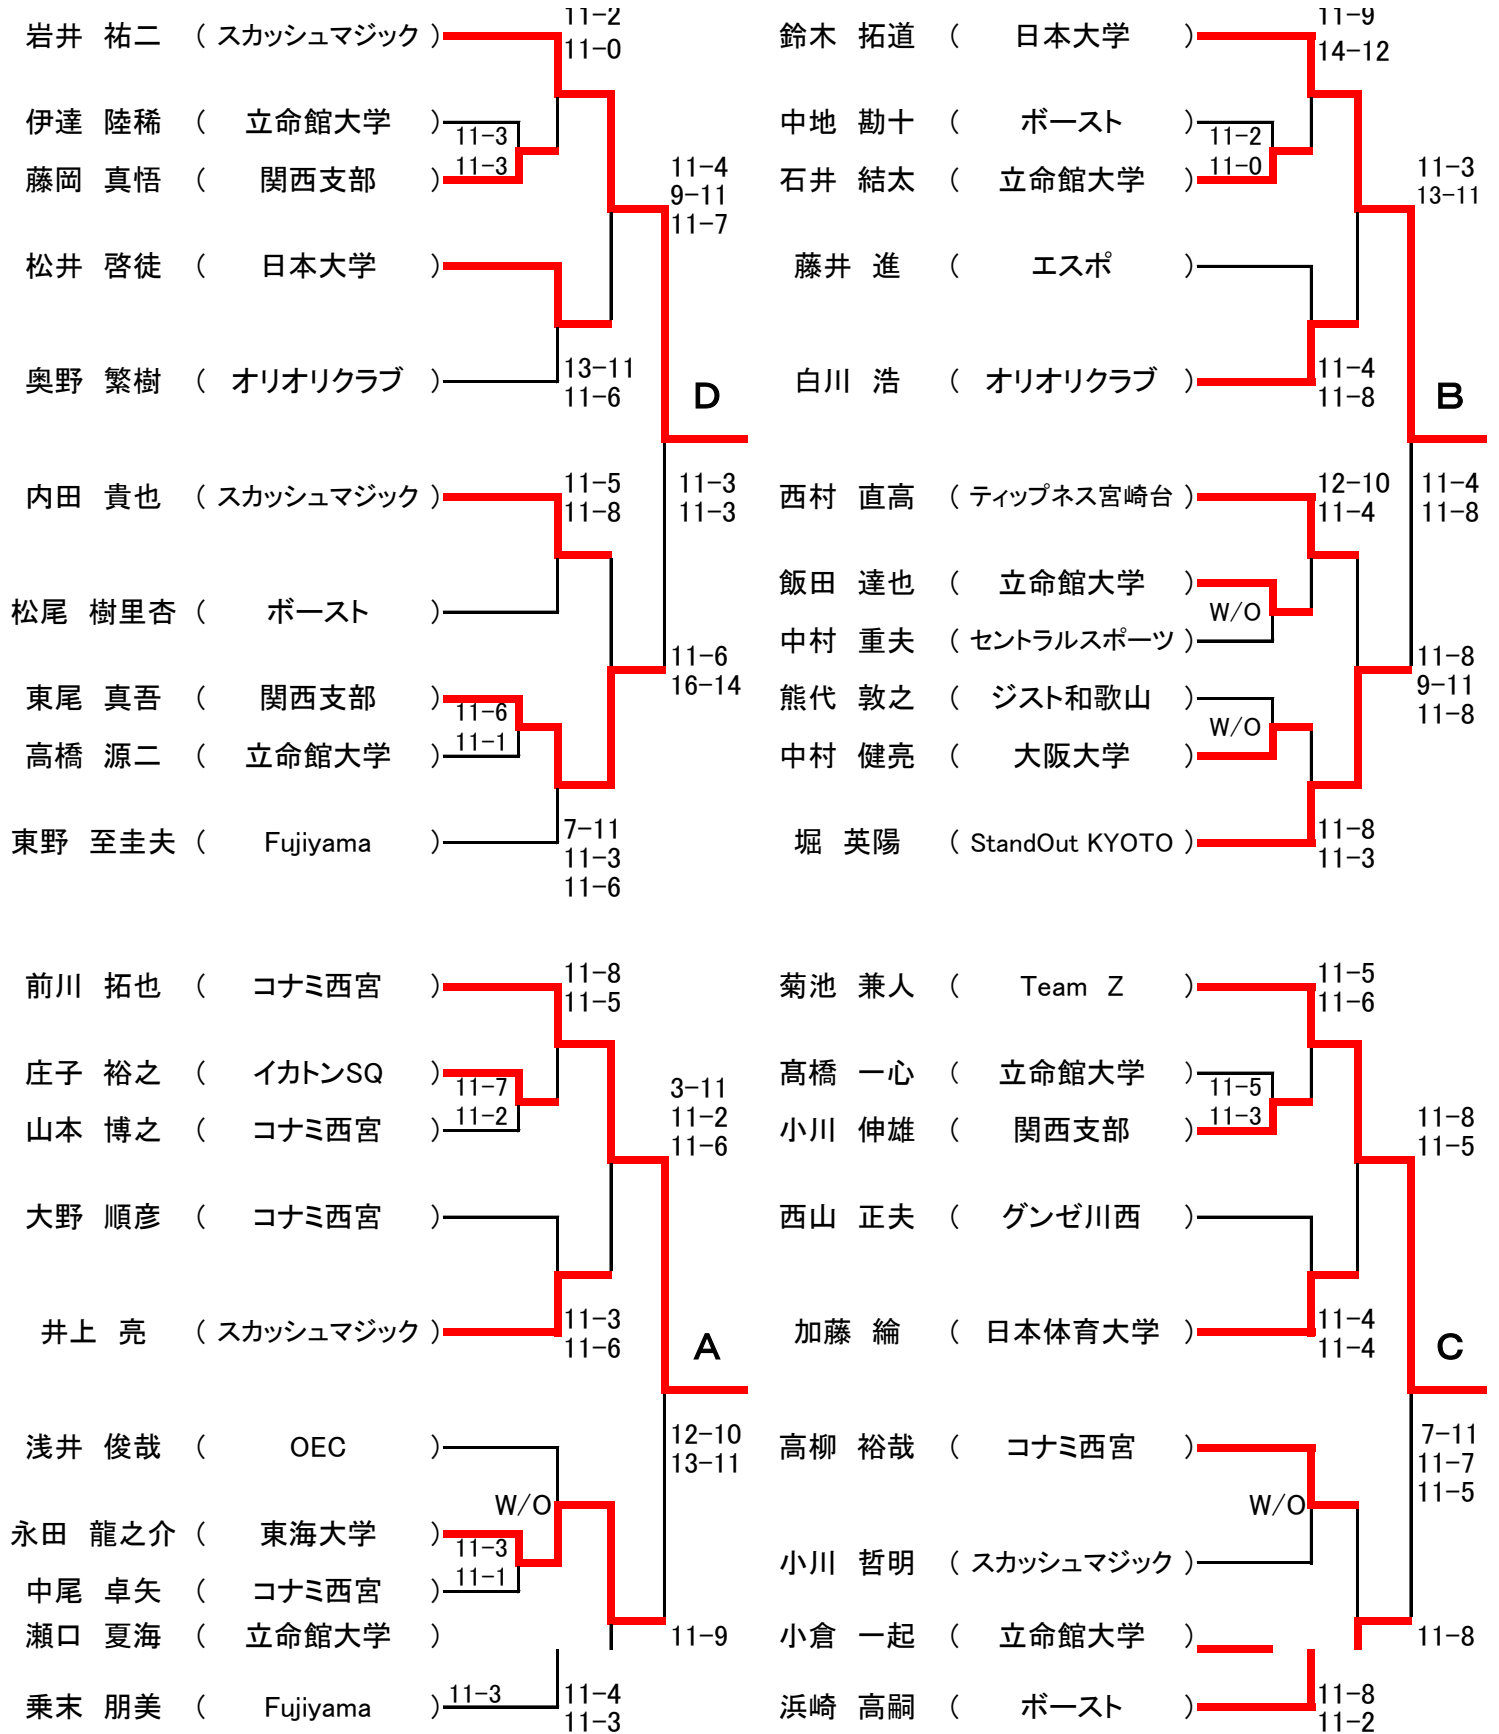 岩井 祐二 ( スカッシュマジック ) 11-2
11-0
伊達 陸稀 ( 立命館大学 ) 11-3
藤岡 真悟 ( 関西支部 ) 11-3
11-4
9-11
11-7
松井 啓徒 ( 日本大学 )
奥野 繁樹 ( オリオリクラブ ) 13-11
11-6
D
内田 貴也 ( スカッシュマジック ) 11-5
11-8
11-3
11-3
松尾 樹里杏 ( ボースト )
11-6
16-14
東尾 真吾 ( 関西支部 ) 11-6
高橋 源二 ( 立命館大学 ) 11-1
東野 至圭夫 ( Fujiyama ) 7-11
11-3
11-6
鈴木 拓道 ( 日本大学 ) 11-9
14-12
中地 勘十 ( ボースト ) 11-2
石井 結太 ( 立命館大学 ) 11-0
11-3
13-11
藤井 進 ( エスポ )
白川 浩 ( オリオリクラブ ) 11-4
11-8
B
西村 直高 ( ティップネス宮崎台 ) 12-10
11-4
11-4
11-8
飯田 達也 ( 立命館大学 )
W/O
中村 重夫 ( セントラルスポーツ )
11-8
9-11
11-8
熊代 敦之 ( ジスト和歌山 )
W/O
中村 健亮 ( 大阪大学 )
堀 英陽 ( StandOut KYOTO ) 11-8
11-3
前川 拓也 ( コナミ西宮 ) 11-8
11-5
庄子 裕之 ( イカトンSQ ) 11-7
山本 博之 ( コナミ西宮 ) 11-2
3-11
11-2
11-6
大野 順彦 ( コナミ西宮 )
井上 亮 ( スカッシュマジック ) 11-3
11-6
A
浅井 俊哉 ( OEC )
12-10
13-11
W/O
永田 龍之介 ( 東海大学 ) 11-3
中尾 卓矢 ( コナミ西宮 ) 11-1
瀬口 夏海 ( 立命館大学 )
11-9
乗末 朋美 ( Fujiyama ) 11-3
11-4
11-3
菊池 兼人 ( Team Z ) 11-5
11-6
髙橋 一心 ( 立命館大学 ) 11-5
小川 伸雄 ( 関西支部 ) 11-3
11-8
11-5
西山 正夫 ( グンゼ川西 )
加藤 綸 ( 日本体育大学 ) 11-4
11-4
C
高柳 裕哉 ( コナミ西宮 )
7-11
11-7
11-5
W/O
小川 哲明 ( スカッシュマジック )
小倉 一起 ( 立命館大学 )
11-8
浜崎 高嗣 ( ボースト ) 11-8
11-2